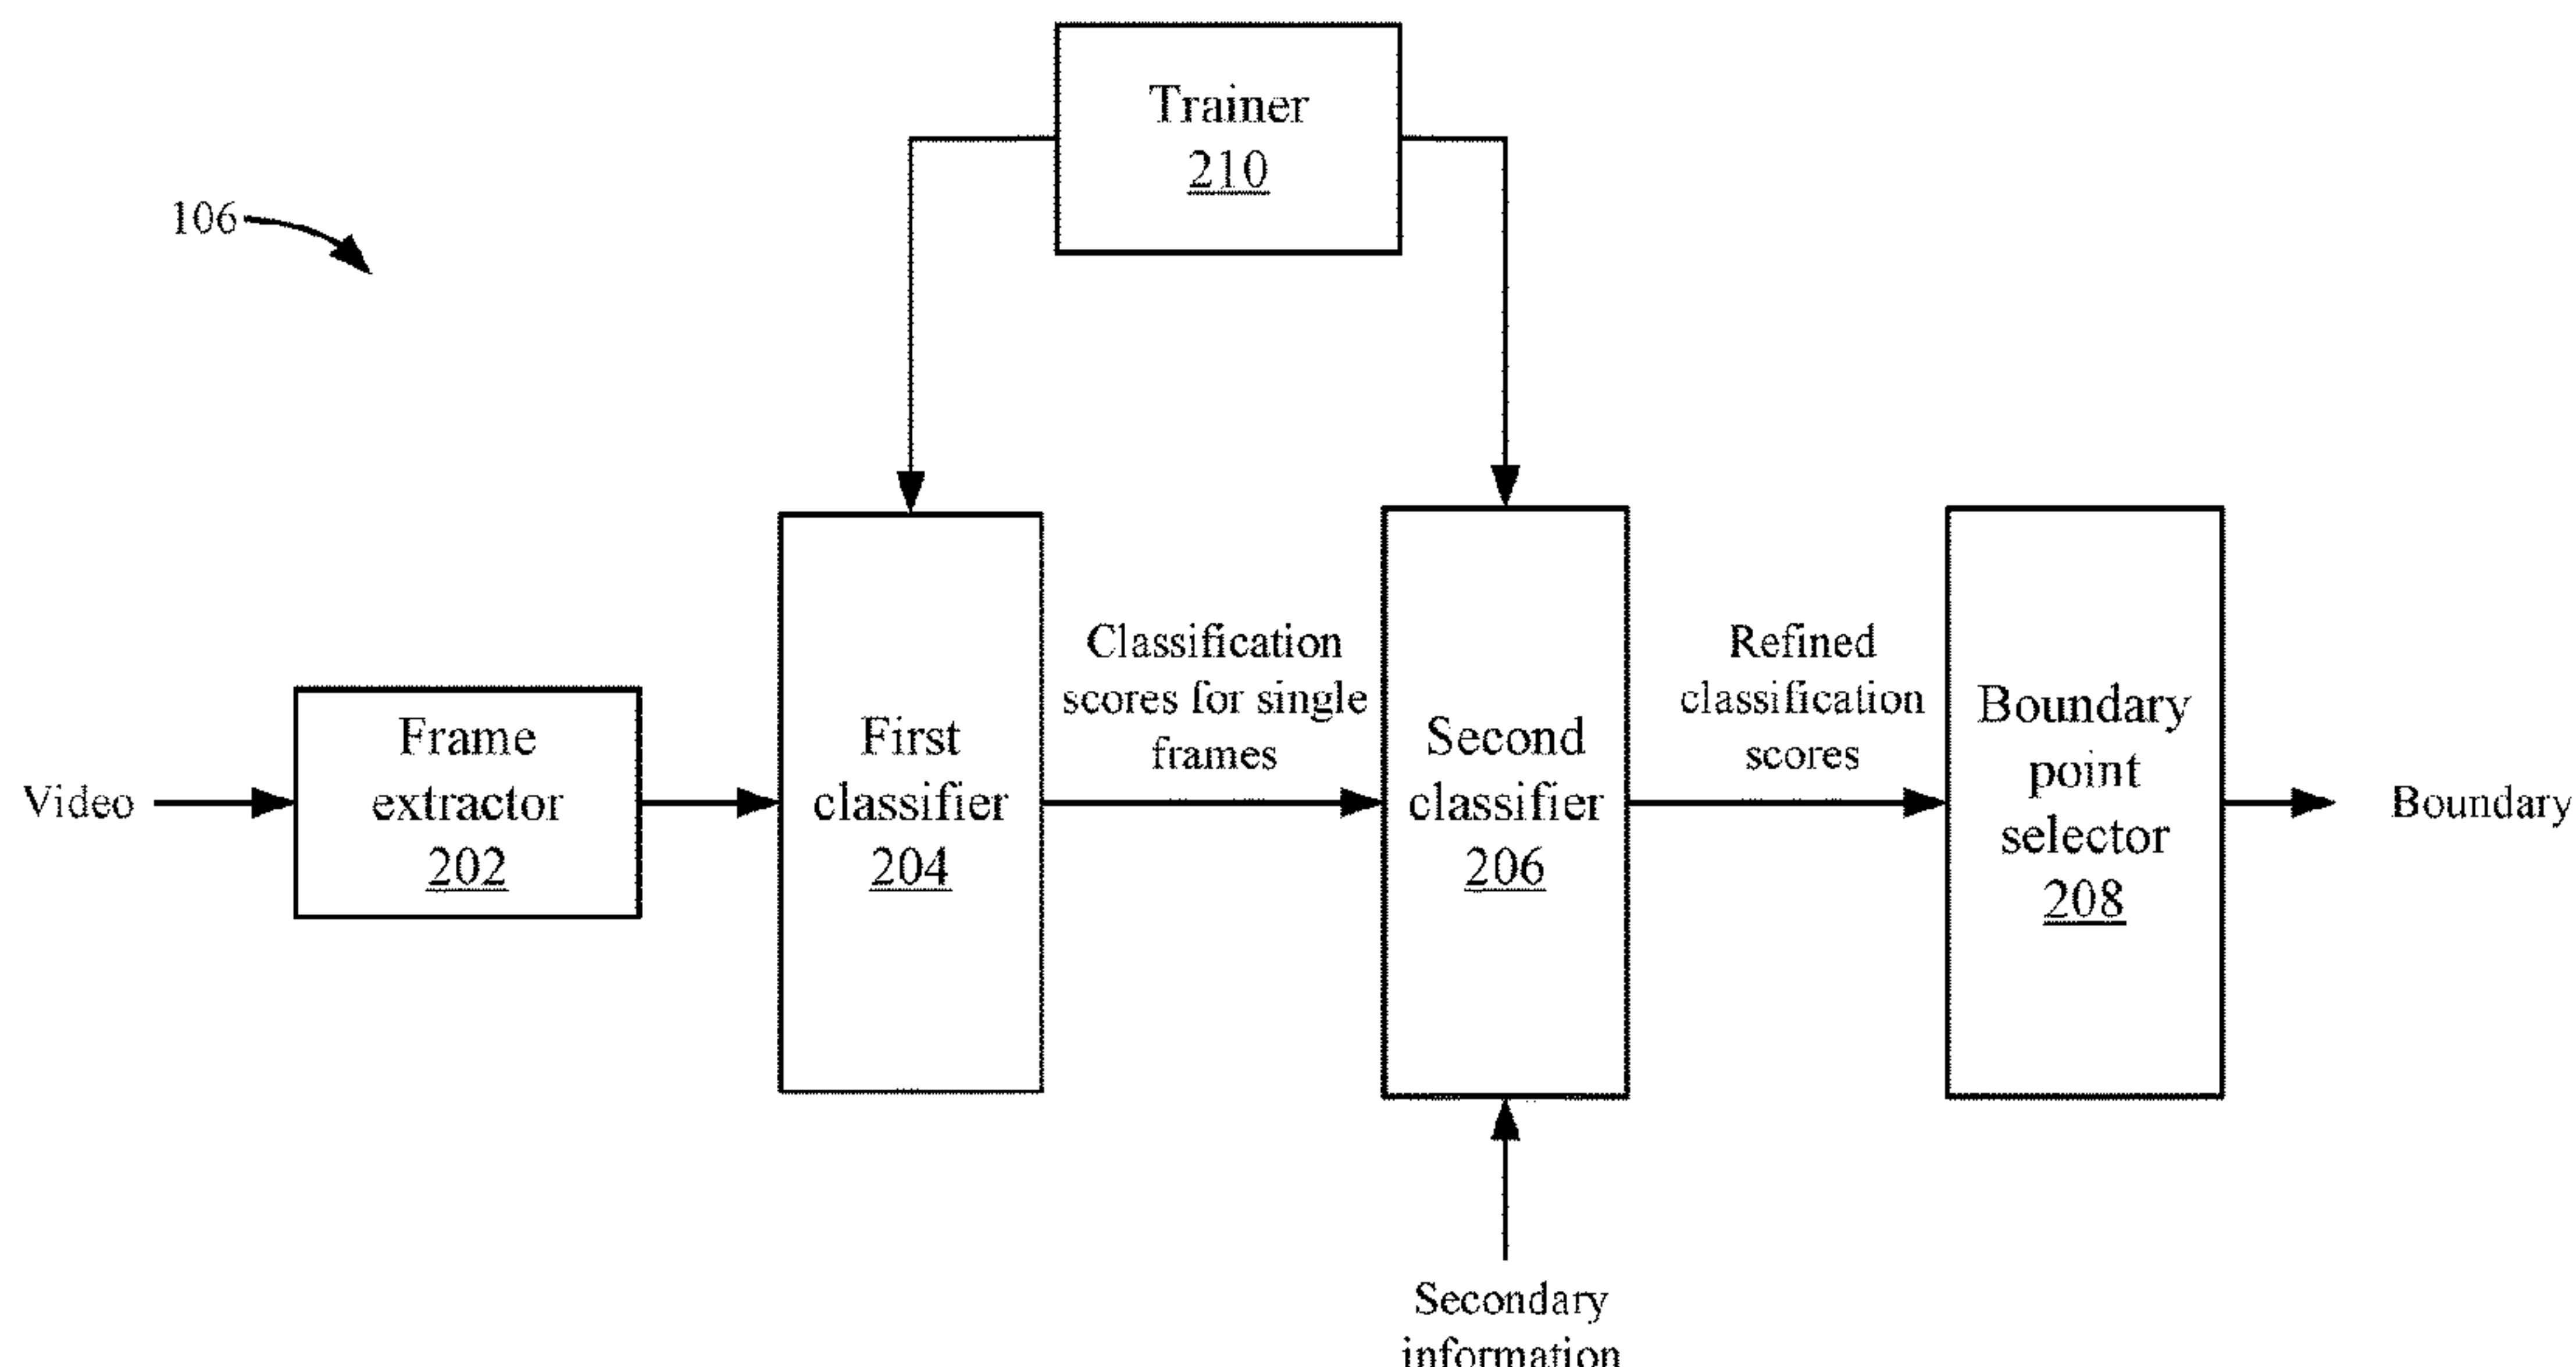 Trainer
210
106
Video
Frame
extractor
202
First
classifier
204
Classification
scores for single
frames
Second
classifier
206
Refined
classification
scores
Boundary
point
selector
208
Boundary
Secondary
information